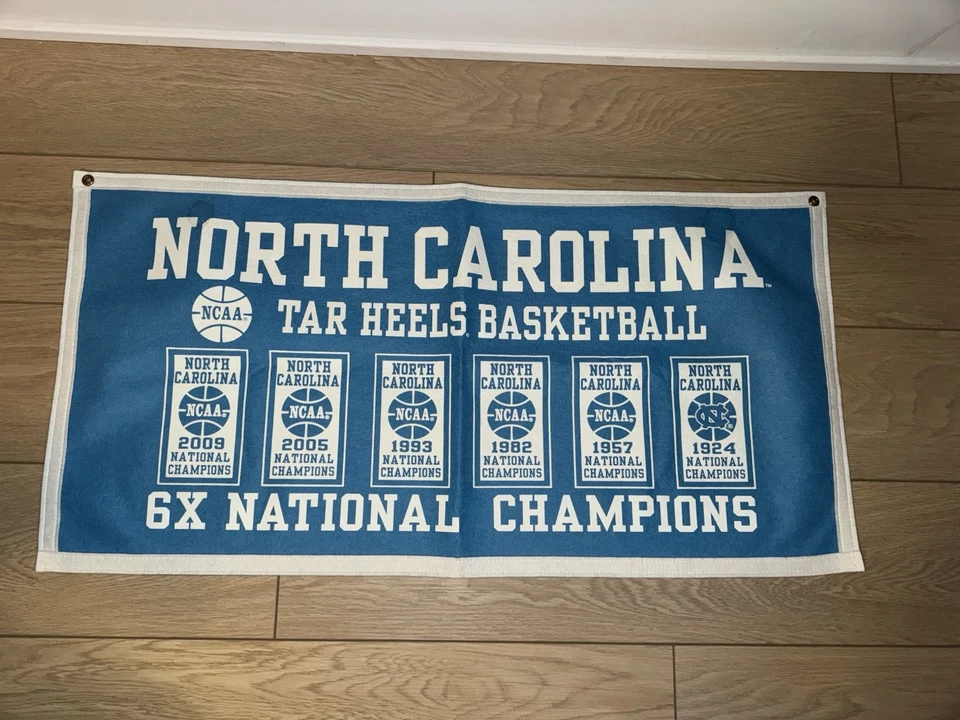 NORTH CAROLINA™
NCAA®
TAR HEELS BASKETBALL
NORTH
CAROLINA
NCAA®
2009
NATIONAL
CHAMPIONS
NORTH
CAROLINA
NCAA®
2005
NATIONAL
CHAMPIONS
NORTH
CAROLINA
NCAA®
1993
NATIONAL
CHAMPIONS
NORTH
CAROLINA
NCAA®
1982
NATIONAL
CHAMPIONS
NORTH
CAROLINA
NCAA®
1957
NATIONAL
CHAMPIONS
NORTH
CAROLINA
NC®
1924
NATIONAL
CHAMPIONS
6X NATIONAL CHAMPIONS